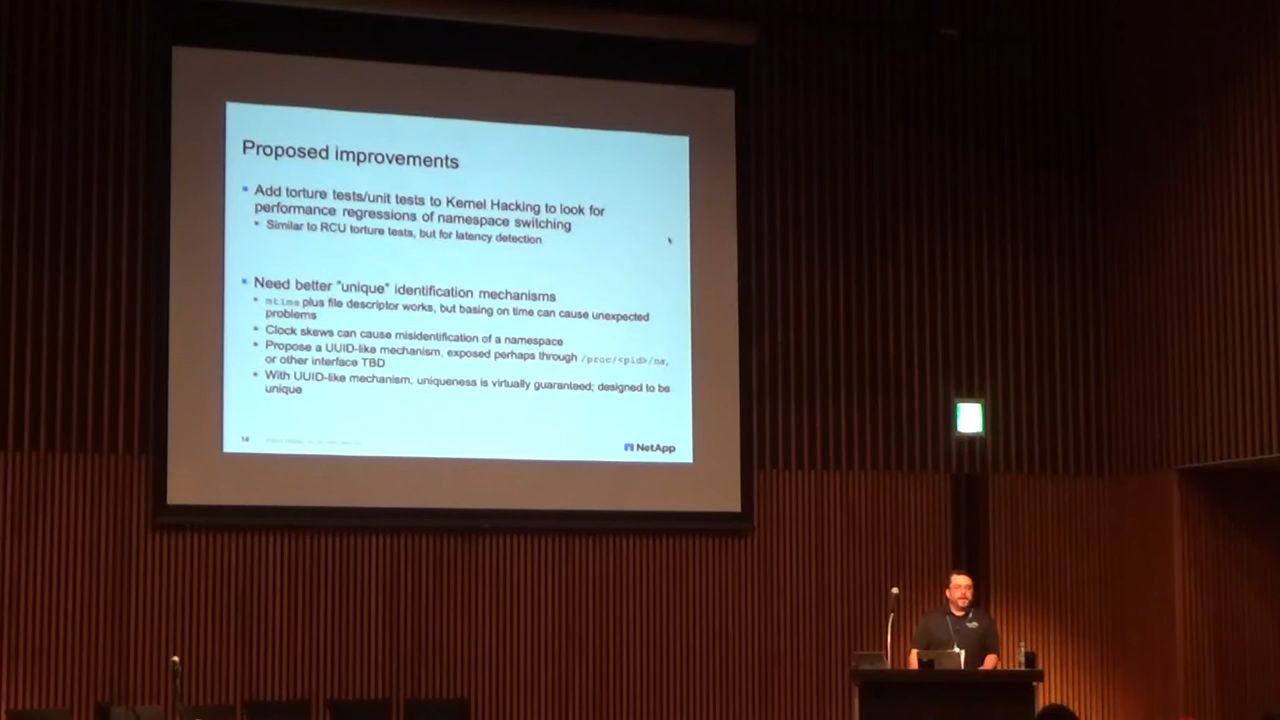 Proposed improvements
Add torture tests/unit tests to Kernel Hacking to look for
performance regressions of namespace switching
Similar to RCU torture tests, but for latency detection
Need better "unique" identification mechanisms
mtime plus file descriptor works, but basing on time can cause unexpected
problems
Clock skews can cause misidentification of a namespace
Propose a UUID-like mechanism, exposed perhaps through /proc/<pid>/ns,
or other interface TBD
With UUID-like mechanism, uniqueness is virtually guaranteed; designed to be
unique
14
NetApp